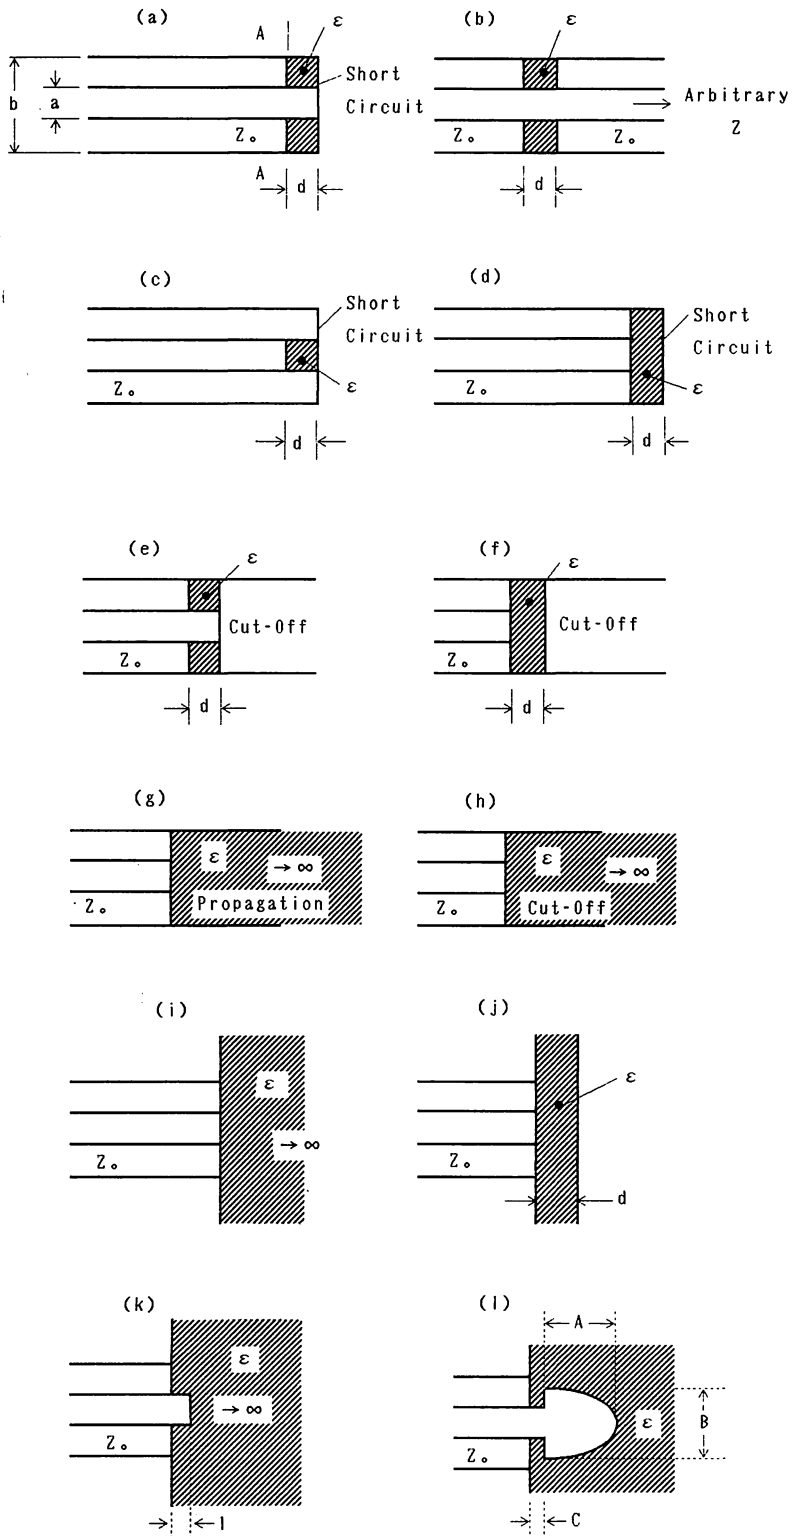 (a)
(b)
A
ε
ε
b
a
Short
Circuit
Z₀
Arbitrary
Z
Z₀
Z₀
A
d
d
(c)
(d)
Short
Circuit
Short
Circuit
Z₀
ε
Z₀
ε
d
d
(e)
(f)
ε
ε
Cut-Off
Cut-Off
Z₀
Z₀
d
d
(g)
(h)
ε
→ ∞
ε
→ ∞
Z₀
Propagation
Z₀
Cut-Off
(i)
(j)
ε
ε
→ ∞
Z₀
Z₀
d
(k)
(l)
A
ε
→ ∞
B
ε
Z₀
Z₀
l
C